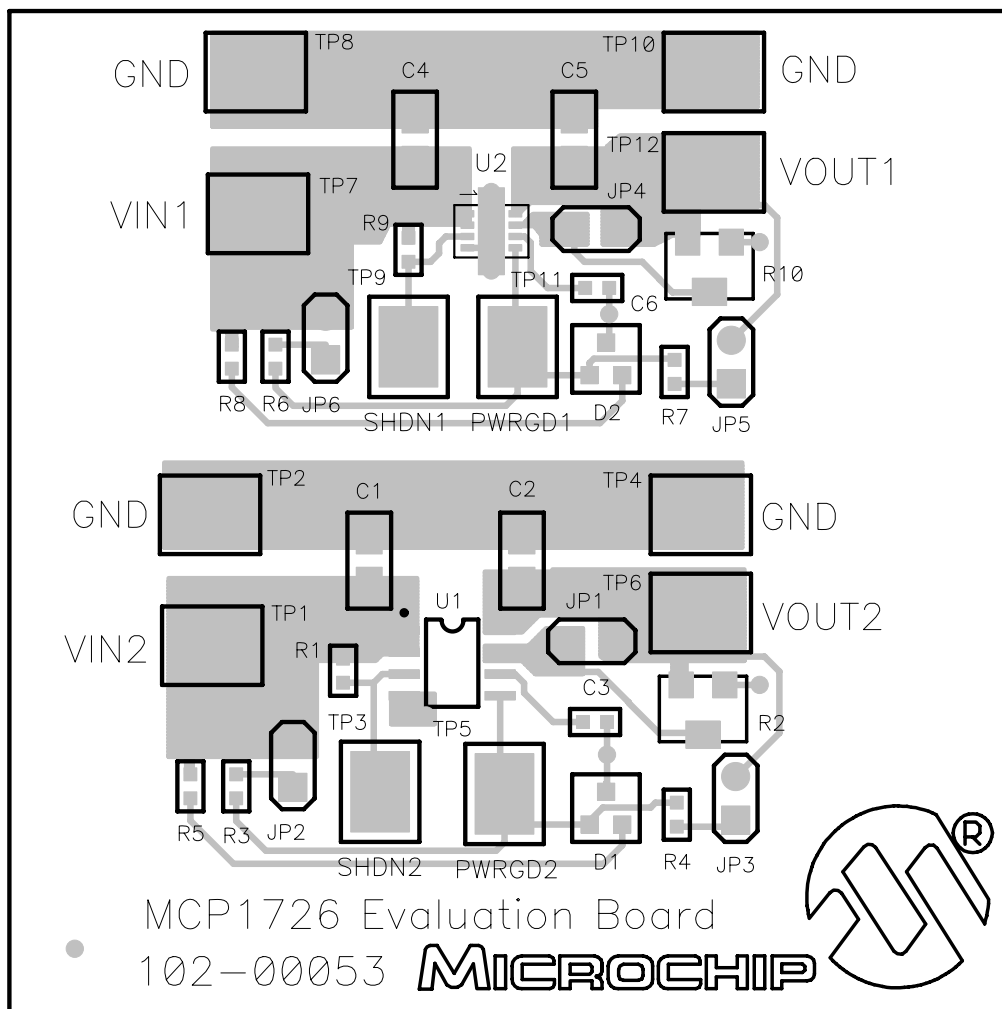 TP8
TP10
GND
C4
C5
GND
TP12
U2
TP7
JP4
VOUT1
VIN1
1
R9
TP9
TP11
R10
C6
R8
R6
JP6
SHDN1
PWRGD1
D2
R7
JP5
TP2
C1
C2
TP4
GND
GND
TP1
U1
JP1
TP6
VIN2
VOUT2
R1
C3
TP3
TP5
R2
R5
R3
JP2
SHDN2
PWRGD2
D1
R4
JP3
®
MCP1726 Evaluation Board
102-00053
MICROCHIP